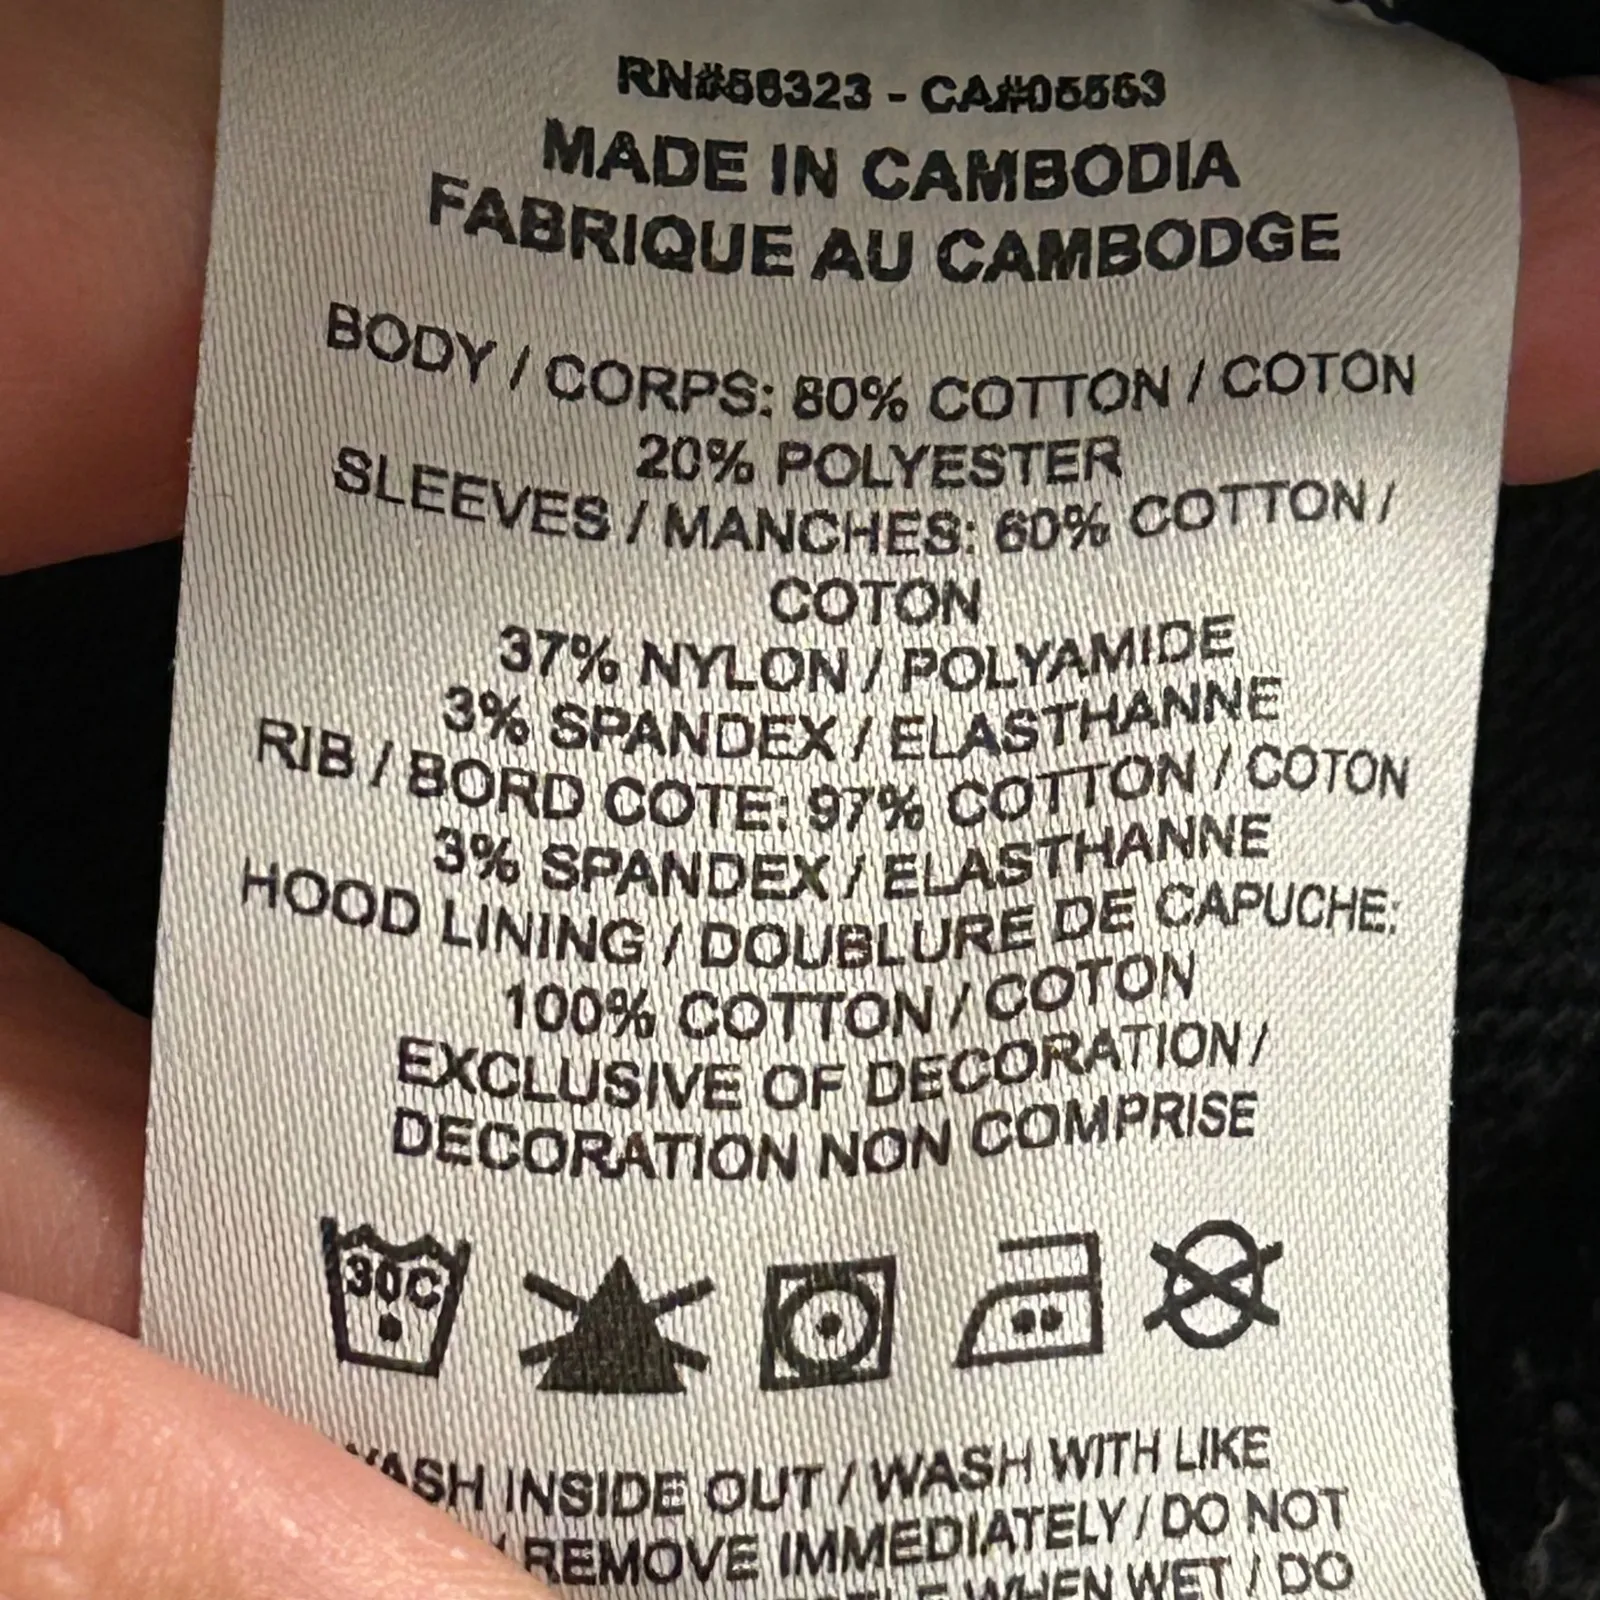 RN#56323 - CA#05553
MADE IN CAMBODIA
FABRIQUE AU CAMBODGE
BODY / CORPS: 80% COTTON / COTON
20% POLYESTER
SLEEVES / MANCHES: 60% COTTON /
COTON
37% NYLON / POLYAMIDE
3% SPANDEX / ELASTHANNE
RIB / BORD COTE: 97% COTTON / COTON
3% SPANDEX / ELASTHANNE
HOOD LINING / DOUBLURE DE CAPUCHE:
100% COTTON / COTON
EXCLUSIVE OF DECORATION /
DECORATION NON COMPRISE
30C
WASH INSIDE OUT / WASH WITH LIKE
/ REMOVE IMMEDIATELY / DO NOT
WHEN WET / DO